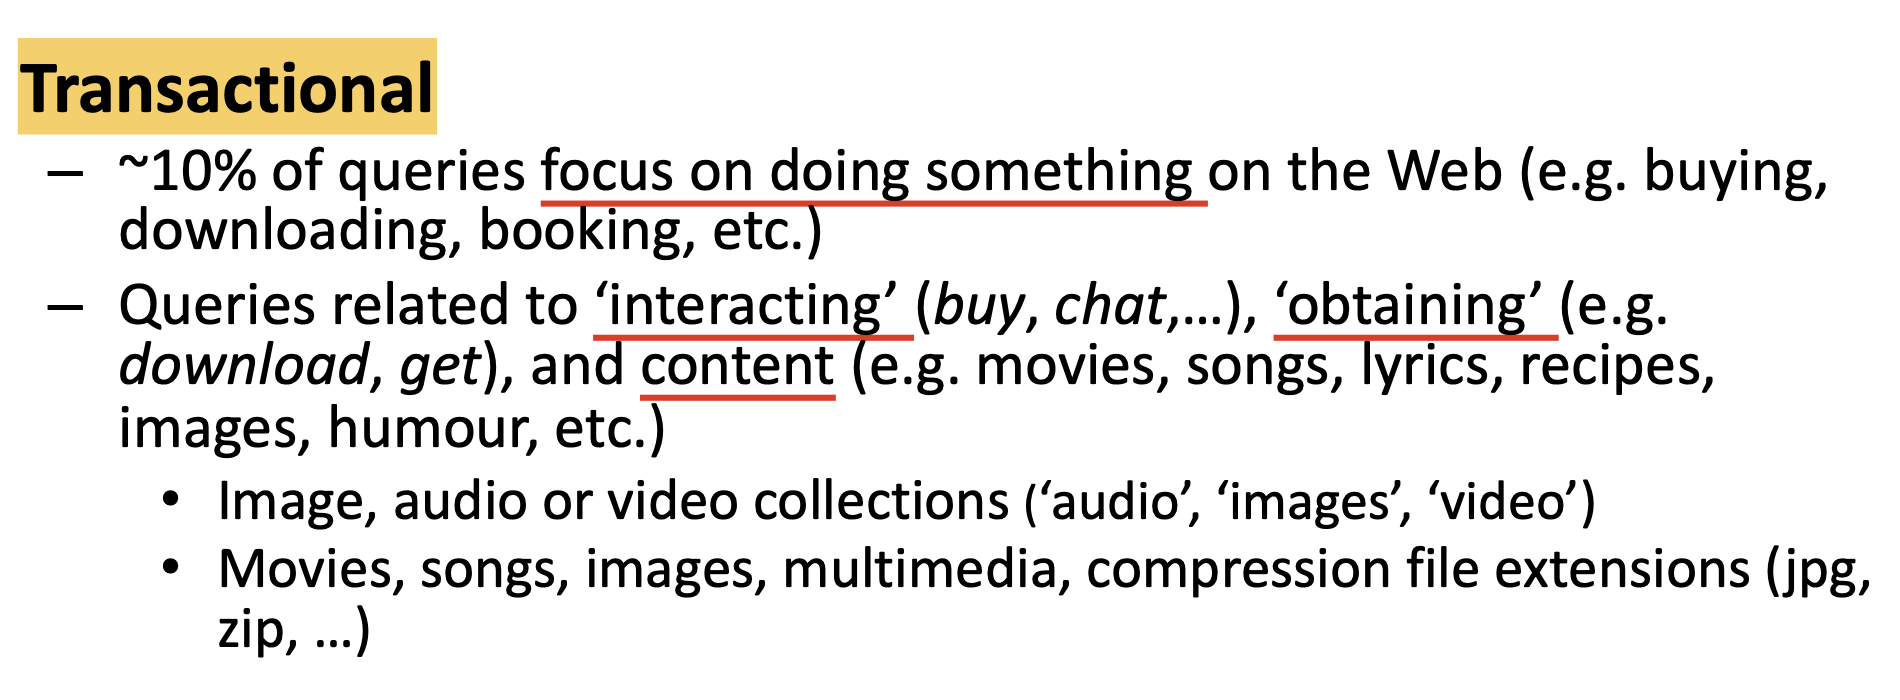 Transactional
– ~10% of queries focus on doing something on the Web (e.g. buying,
downloading, booking, etc.)
– Queries related to ‘interacting’ (buy, chat,...), ‘obtaining’ (e.g.
download, get), and content (e.g. movies, songs, lyrics, recipes,
images, humour, etc.)
• Image, audio or video collections (‘audio’, ‘images’, ‘video’)
• Movies, songs, images, multimedia, compression file extensions (jpg,
zip, ...)